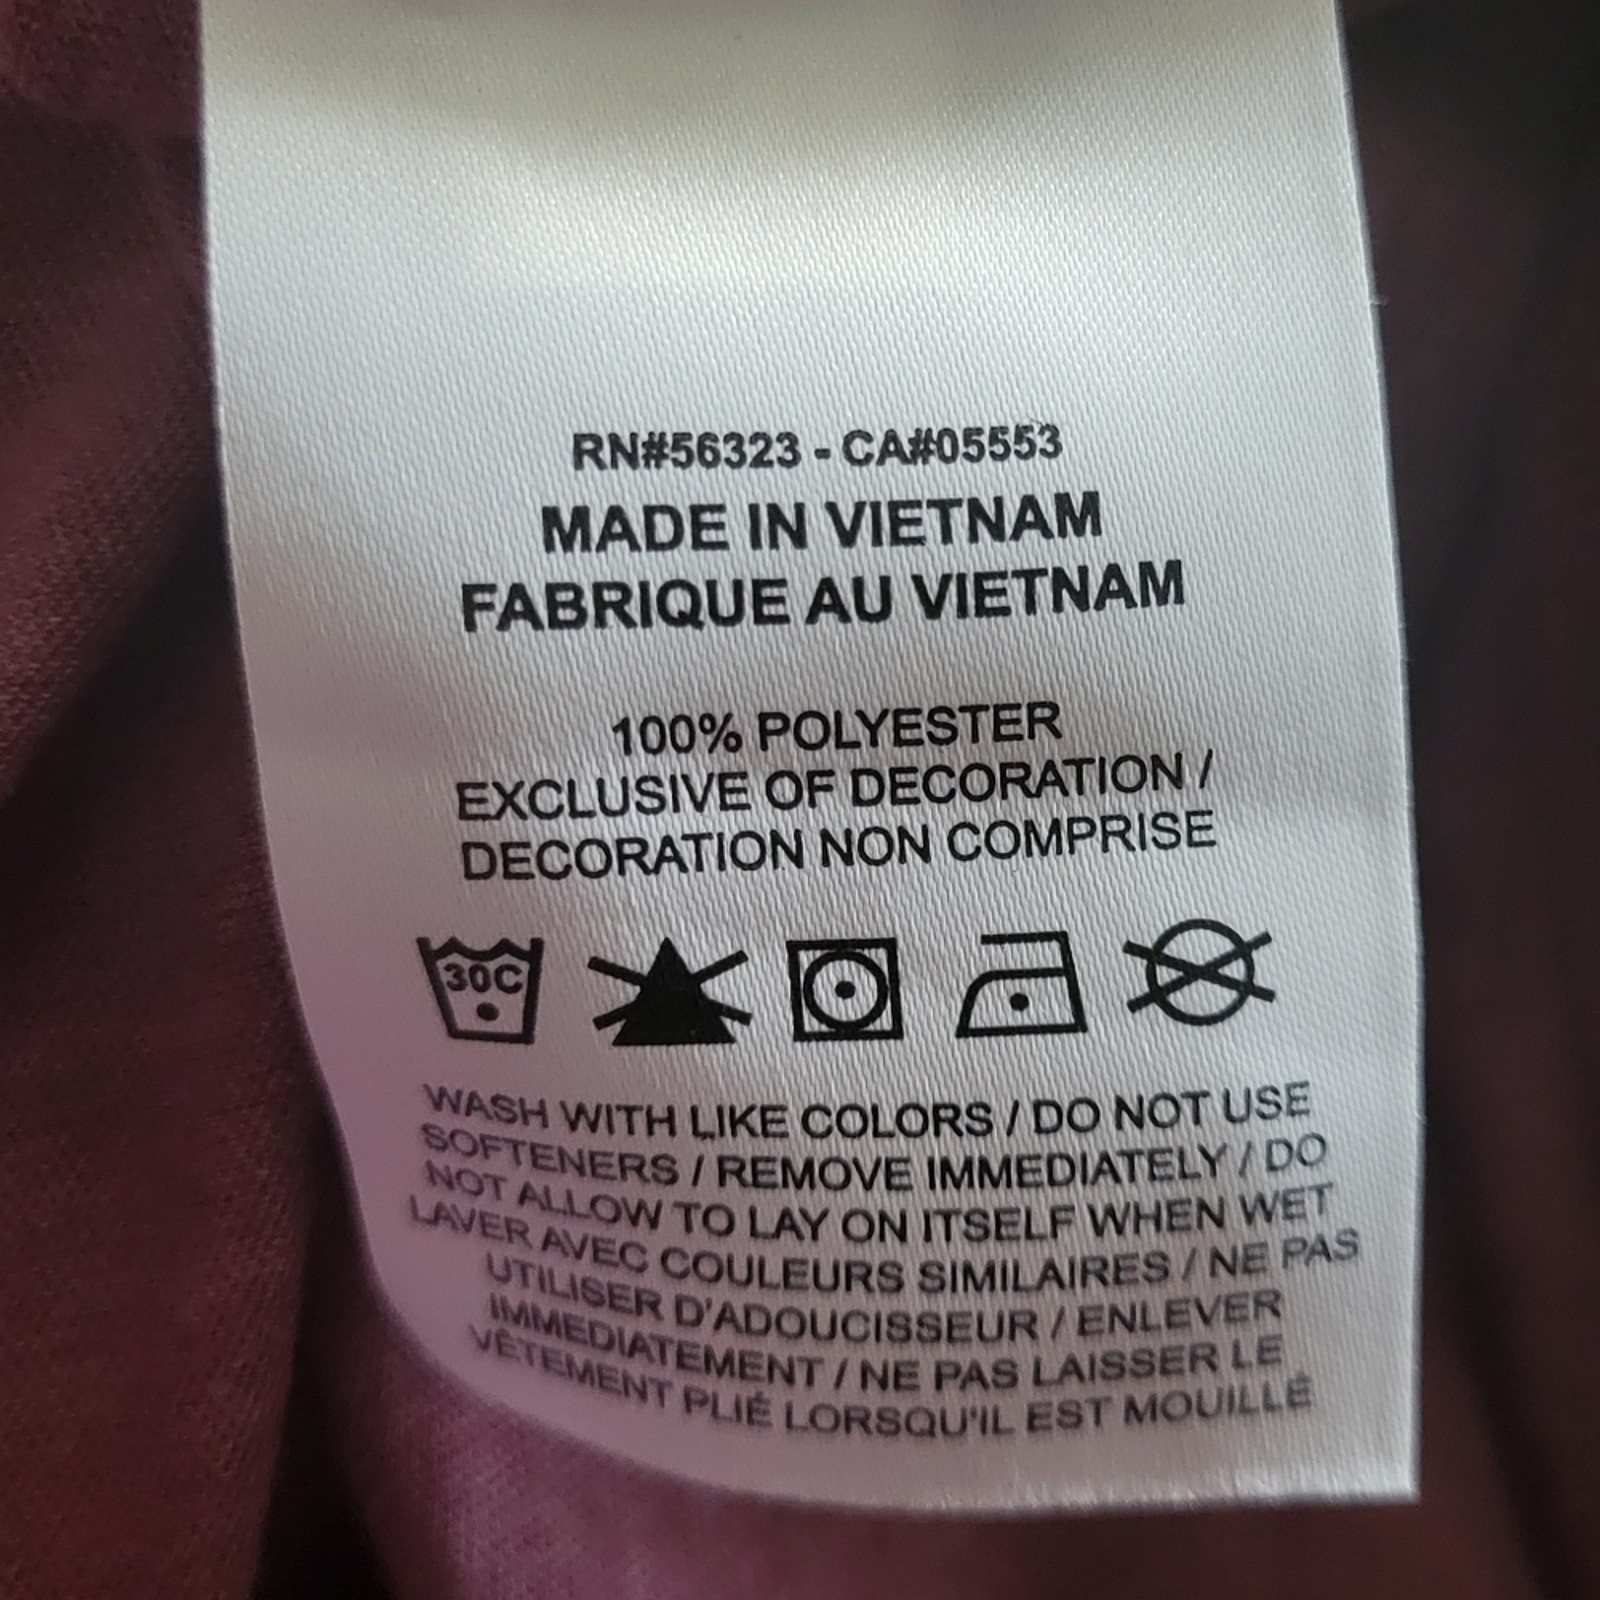 RN#56323 - CA#05553
MADE IN VIETNAM
FABRIQUE AU VIETNAM
100% POLYESTER
EXCLUSIVE OF DECORATION /
DECORATION NON COMPRISE
30C
WASH WITH LIKE COLORS / DO NOT USE
SOFTENERS / REMOVE IMMEDIATELY / DO
NOT ALLOW TO LAY ON ITSELF WHEN WET
LAVER AVEC COULEURS SIMILAIRES / NE PAS
UTILISER D'ADOUCISSEUR / ENLEVER
IMMEDIATEMENT / NE PAS LAISSER LE
VÊTEMENT PLIÉ LORSQU'IL EST MOUILLÉ